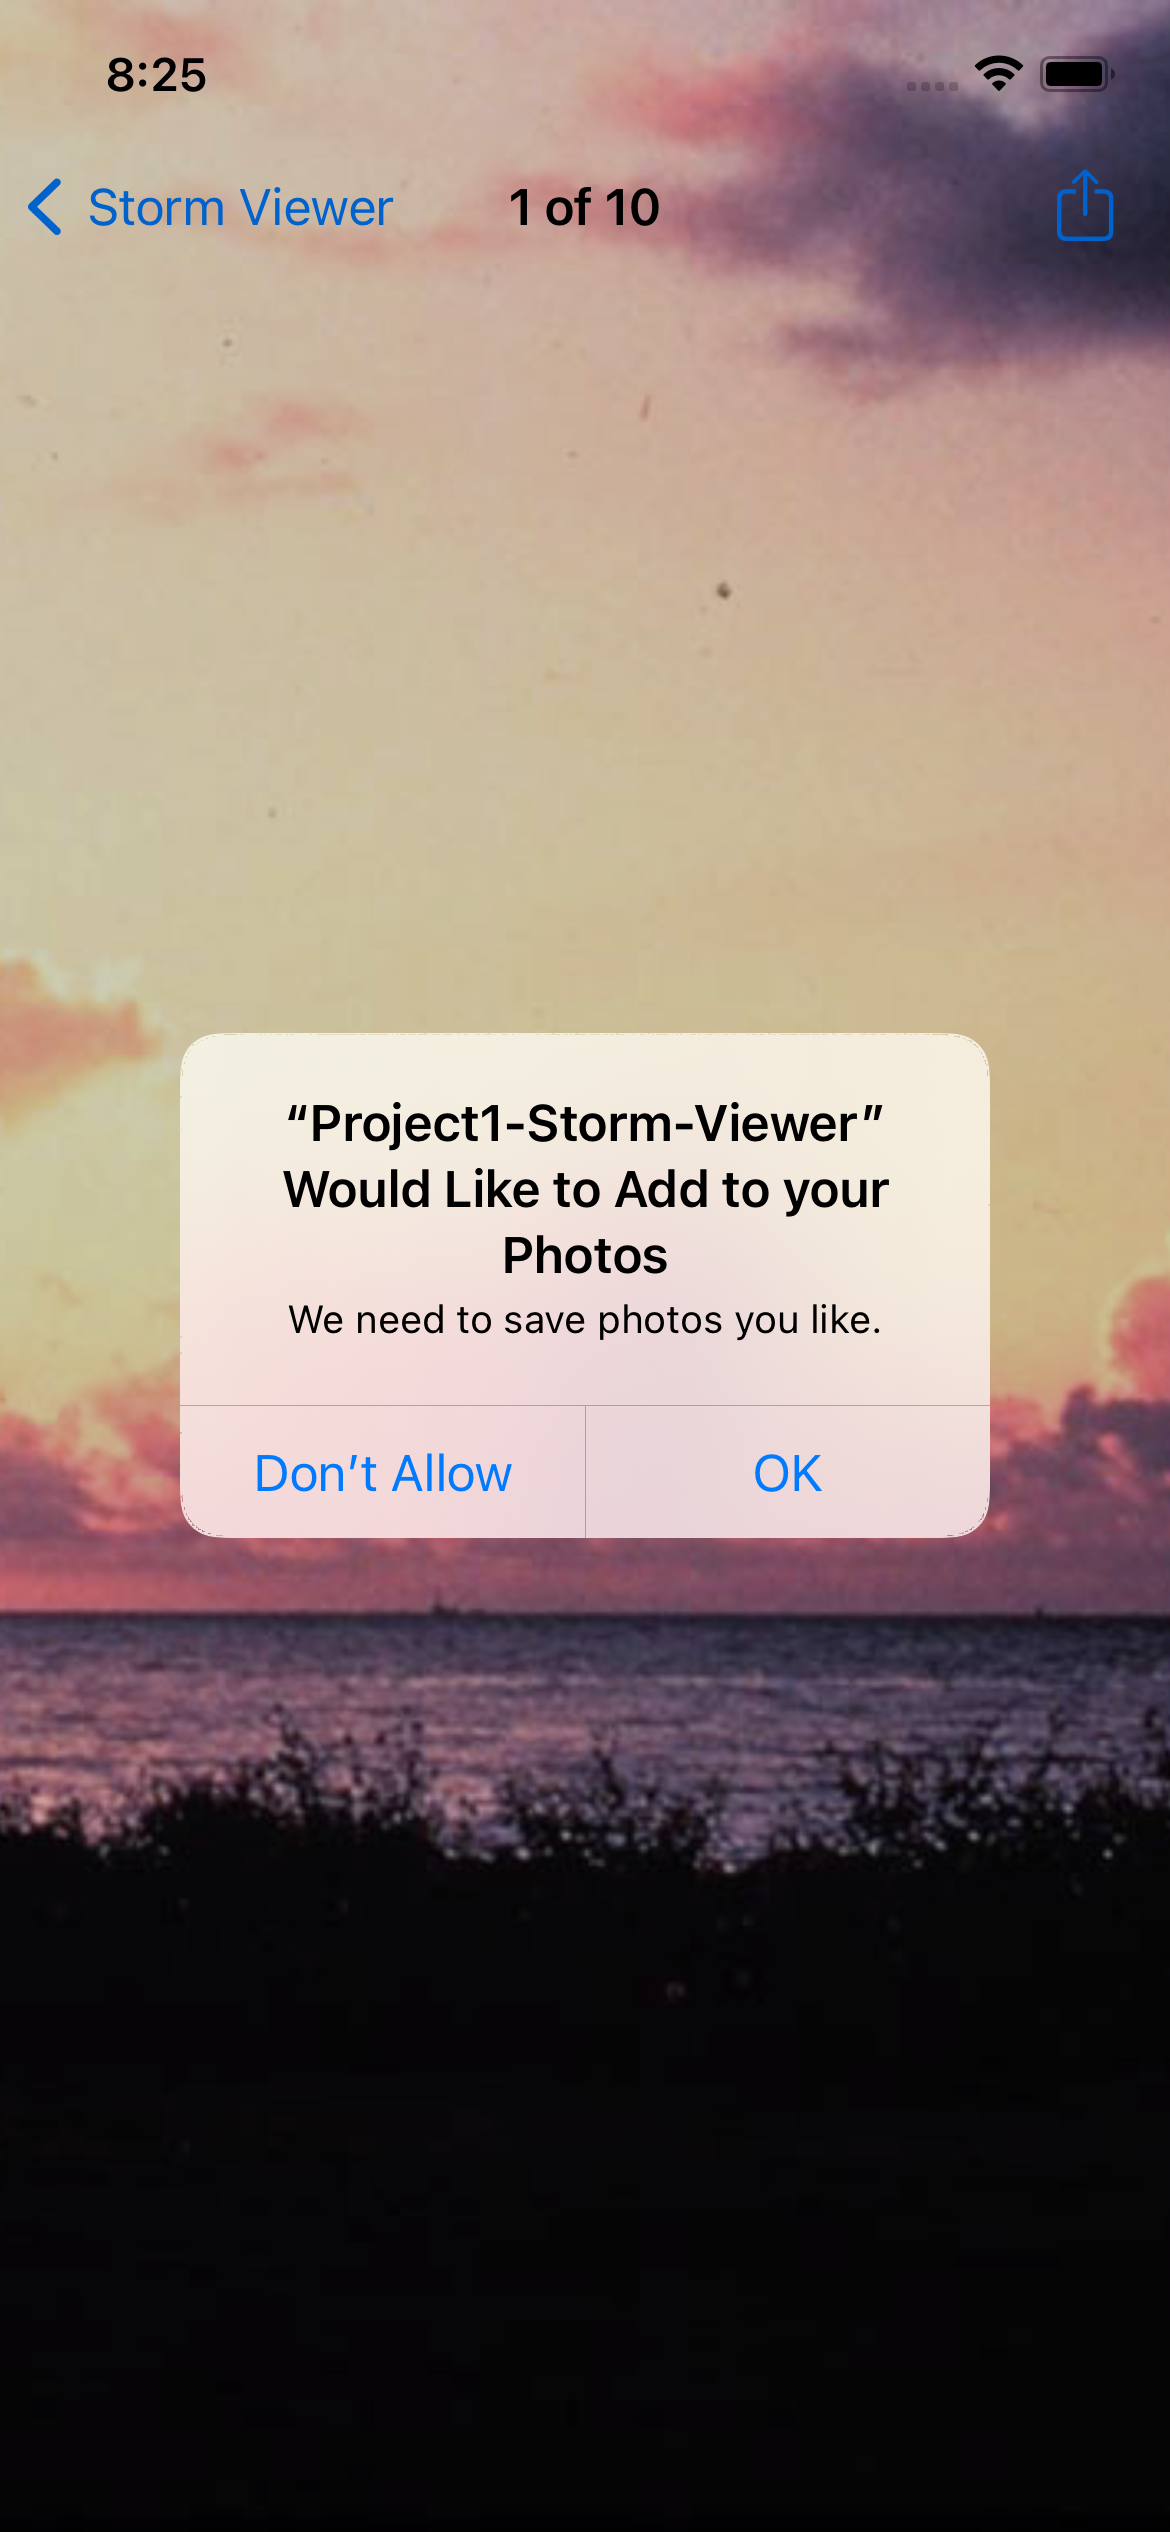 8:25
Storm Viewer
1 of 10
“Project1-Storm-Viewer”
Would Like to Add to your
Photos
We need to save photos you like.
Don’t Allow
OK